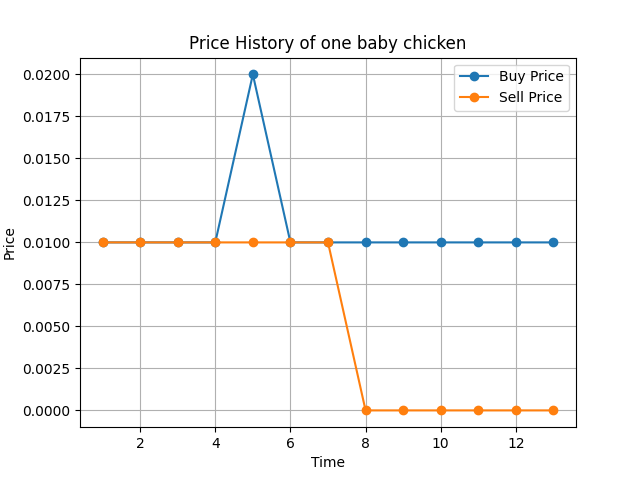 Price History of one baby chicken
Buy Price
Sell Price
Price
0.0200
0.0175
0.0150
0.0125
0.0100
0.0075
0.0050
0.0025
0.0000
2 4 6 8 10 12
Time